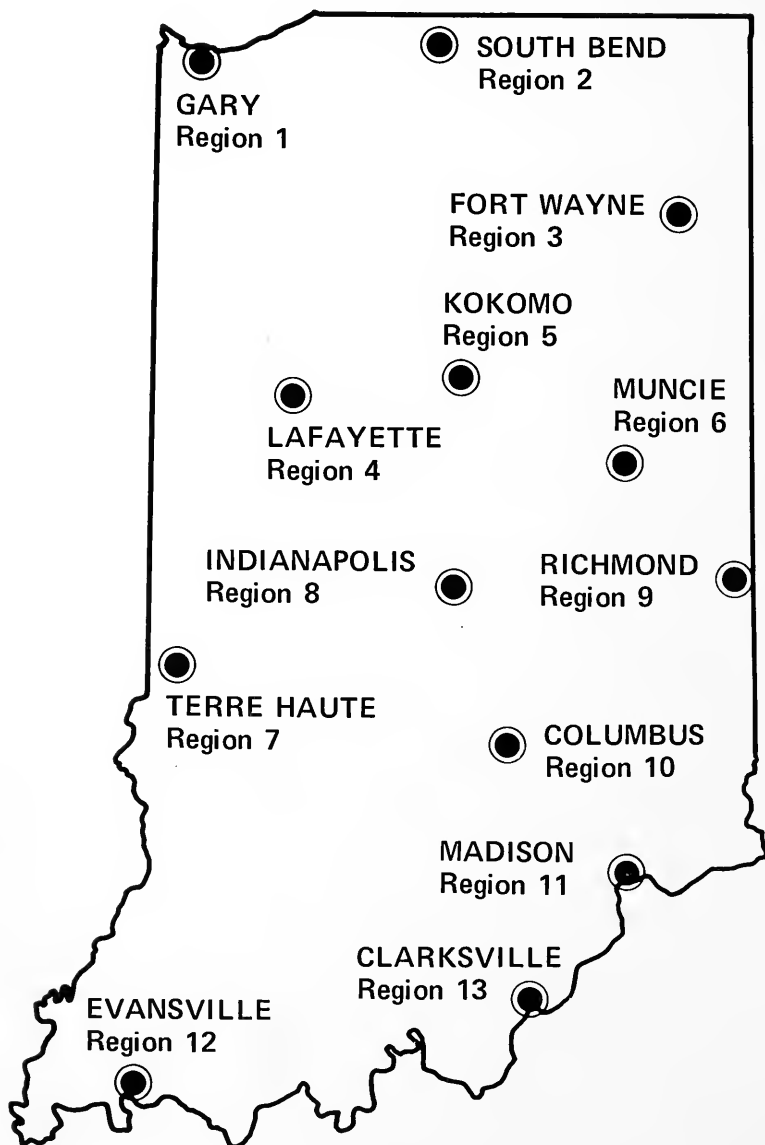 SOUTH BEND
Region 2
GARY
Region 1
FORT WAYNE
Region 3
KOKOMO
Region 5
MUNCIE
Region 6
LAFAYETTE
Region 4
INDIANAPOLIS
Region 8
RICHMOND
Region 9
TERRE HAUTE
Region 7
COLUMBUS
Region 10
MADISON
Region 11
CLARKSVILLE
Region 13
EVANSVILLE
Region 12